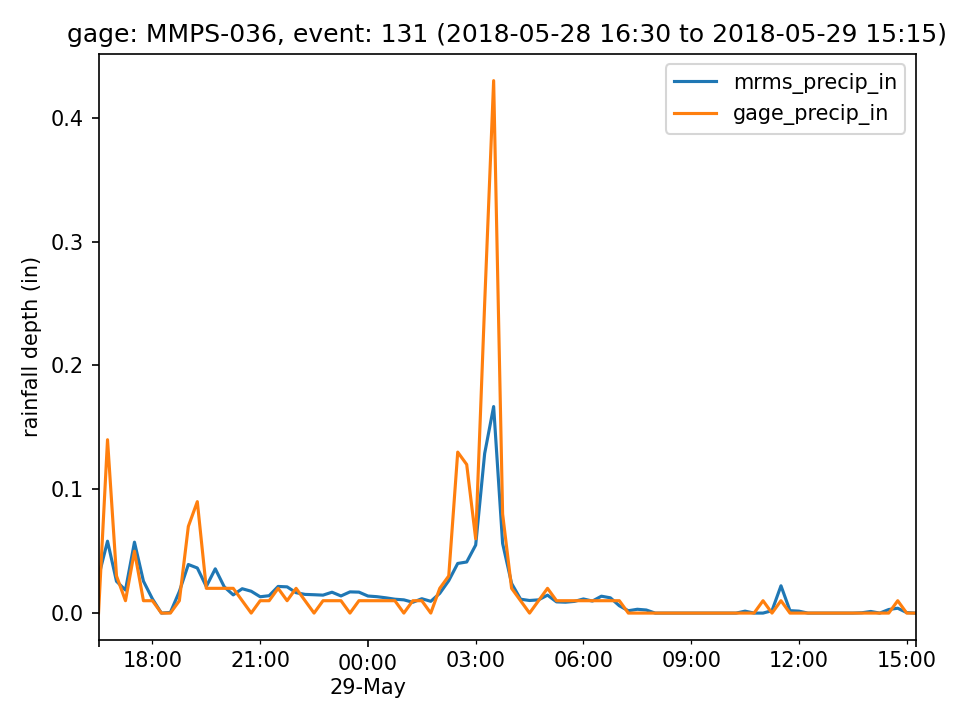 gage: MMPS-036, event: 131 (2018-05-28 16:30 to 2018-05-29 15:15)
mrms_precip_in
gage_precip_in
rainfall depth (in)
0.4
0.3
0.2
0.1
0.0
18:00
21:00
00:00
29-May
03:00
06:00
09:00
12:00
15:00